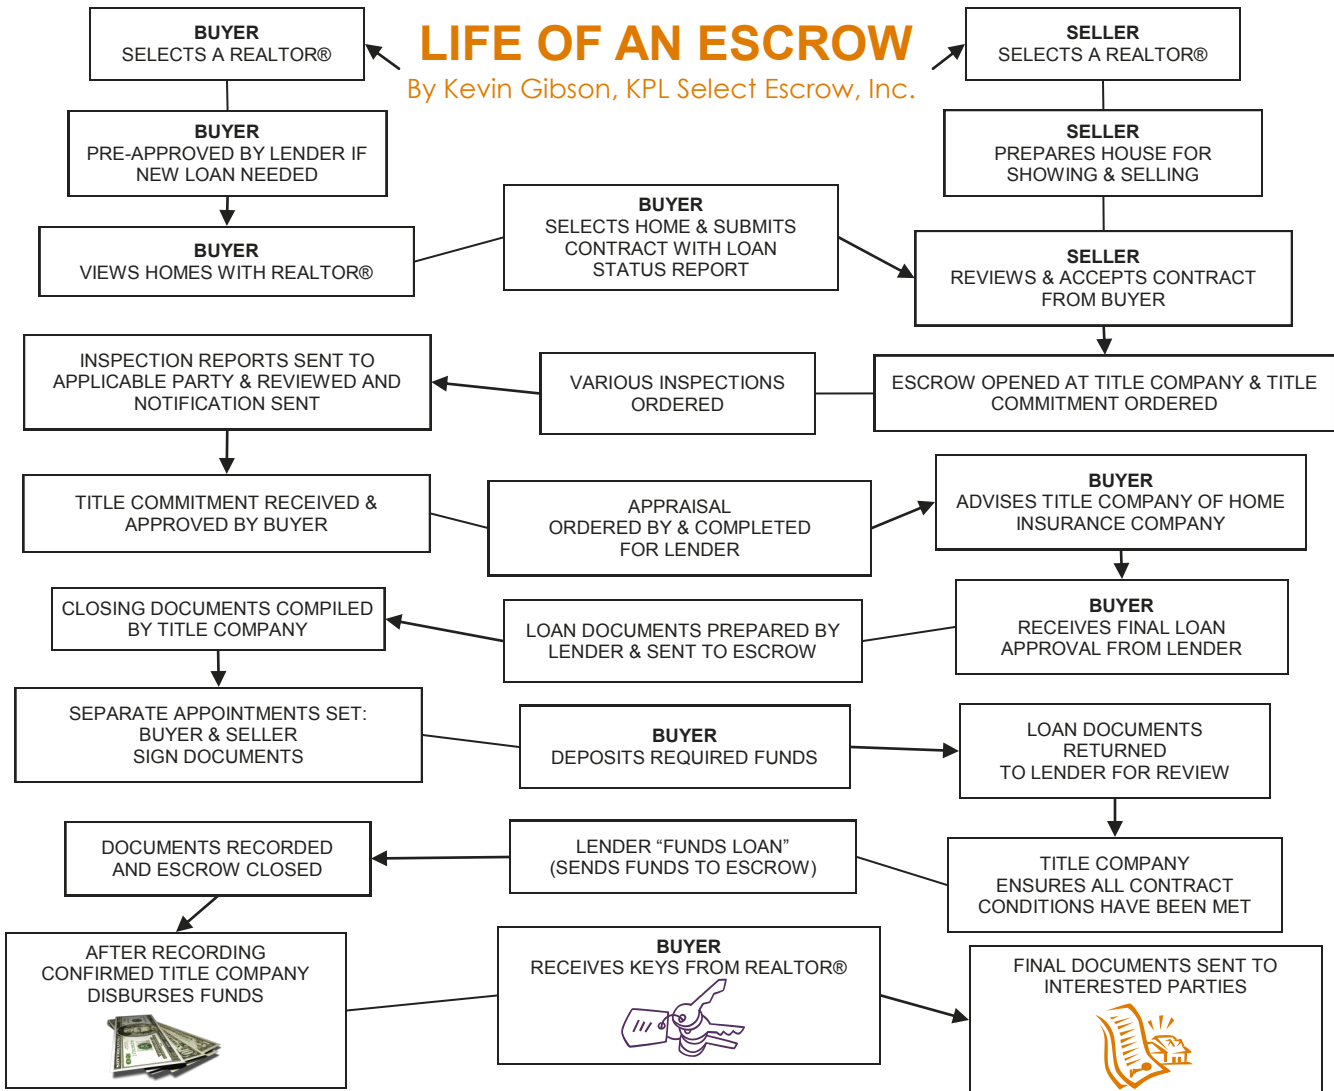 LIFE OF AN ESCROW
By Kevin Gibson, KPL Select Escrow, Inc.
BUYER
SELECTS A REALTOR®
SELLER
SELECTS A REALTOR®
BUYER
PRE-APPROVED BY LENDER IF
NEW LOAN NEEDED
SELLER
PREPARES HOUSE FOR
SHOWING & SELLING
BUYER
VIEWS HOMES WITH REALTOR®
BUYER
SELECTS HOME & SUBMITS
CONTRACT WITH LOAN
STATUS REPORT
SELLER
REVIEWS & ACCEPTS CONTRACT
FROM BUYER
ESCROW OPENED AT TITLE COMPANY & TITLE
COMMITMENT ORDERED
VARIOUS INSPECTIONS
ORDERED
INSPECTION REPORTS SENT TO
APPLICABLE PARTY & REVIEWED AND
NOTIFICATION SENT
TITLE COMMITMENT RECEIVED &
APPROVED BY BUYER
APPRAISAL
ORDERED BY & COMPLETED
FOR LENDER
BUYER
ADVISES TITLE COMPANY OF HOME
INSURANCE COMPANY
BUYER
RECEIVES FINAL LOAN
APPROVAL FROM LENDER
LOAN DOCUMENTS PREPARED BY
LENDER & SENT TO ESCROW
CLOSING DOCUMENTS COMPILED
BY TITLE COMPANY
SEPARATE APPOINTMENTS SET:
BUYER & SELLER
SIGN DOCUMENTS
BUYER
DEPOSITS REQUIRED FUNDS
LOAN DOCUMENTS
RETURNED
TO LENDER FOR REVIEW
TITLE COMPANY
ENSURES ALL CONTRACT
CONDITIONS HAVE BEEN MET
LENDER “FUNDS LOAN”
(SENDS FUNDS TO ESCROW)
DOCUMENTS RECORDED
AND ESCROW CLOSED
AFTER RECORDING
CONFIRMED TITLE COMPANY
DISBURSES FUNDS
BUYER
RECEIVES KEYS FROM REALTOR®
FINAL DOCUMENTS SENT TO
INTERESTED PARTIES